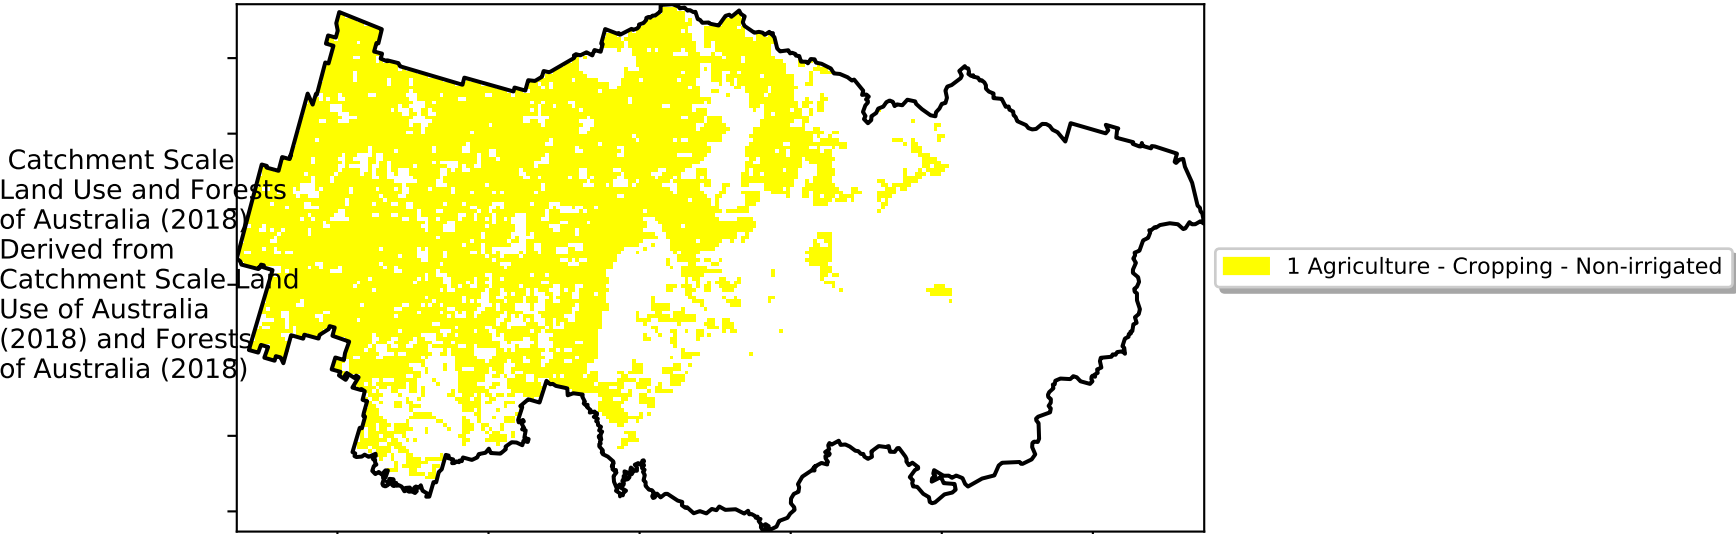 Catchment Scale
Land Use and Forests
of Australia (2018)
Derived from
Catchment Scale Land
Use of Australia
(2018) and Forests
of Australia (2018)
1 Agriculture - Cropping - Non-irrigated